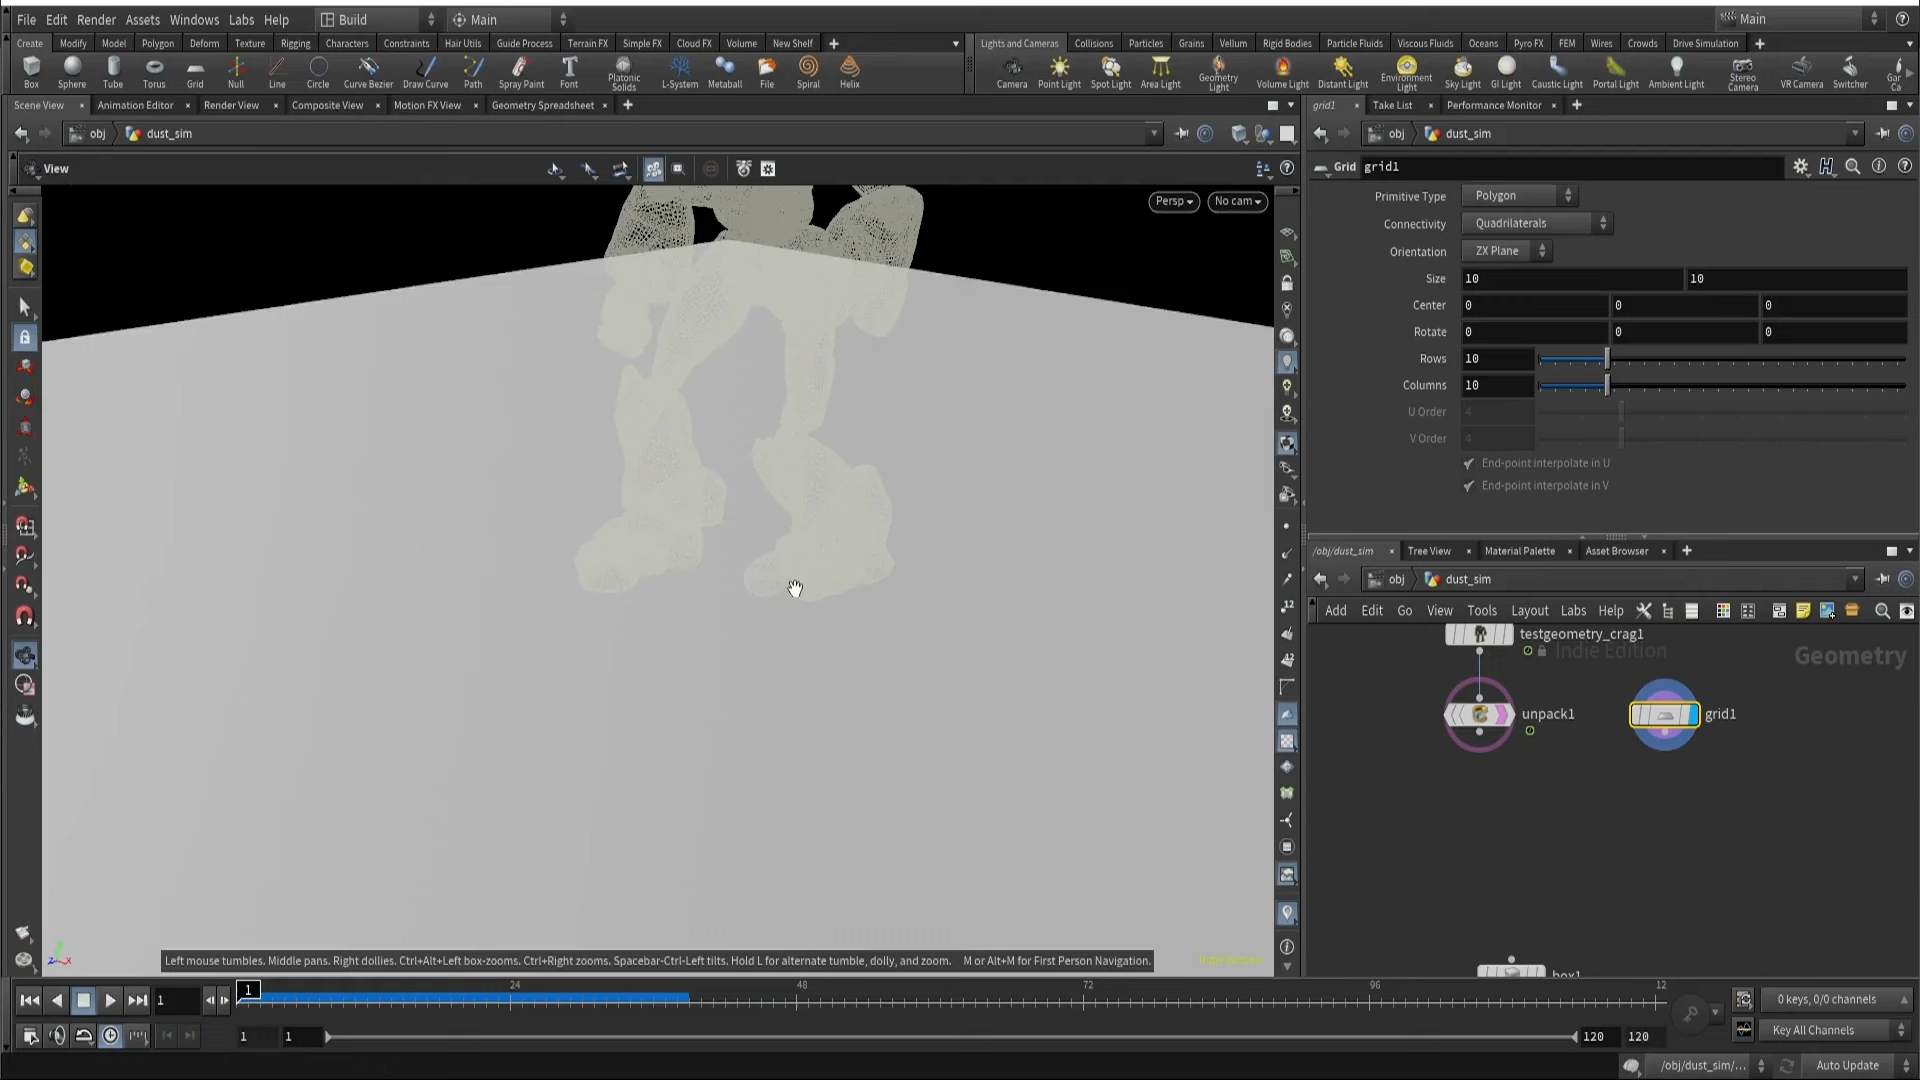 File Edit Render Assets Windows Labs Help Build Main Main
Create Modify Model Polygon Deform Texture Rigging Characters Constraints Hair Utils Guide Process Terrain FX Simple FX Cloud FX Volume New Shelf
Lights and Cameras Collisions Particles Grains Vellum Rigid Bodies Particle Fluids Viscous Fluids Oceans Pyro FX FEM Wires Crowds Drive Simulation
Box Sphere Tube Torus Grid Null Line Circle Curve Bezier Draw Curve Path Spray Paint Font Platonic Solids L-System Metaball File Spiral Helix
Camera Point Light Spot Light Area Light Geometry Light Volume Light Distant Light Environment Light Sky Light GI Light Caustic Light Portal Light Ambient Light Stereo Camera VR Camera Switcher Gar Ca
Scene View Animation Editor Render View Composite View Motion FX View Geometry Spreadsheet
grid1 Take List Performance Monitor
obj dust_sim
obj dust_sim
View
Grid grid1
Persp No cam
Primitive Type Polygon
Connectivity Quadrilaterals
Orientation ZX Plane
Size 10 10
Center 0 0 0
Rotate 0 0 0
Rows 10
Columns 10
U Order 4
V Order 4
End-point interpolate in U
End-point interpolate in V
/obj/dust_sim Tree View Material Palette Asset Browser
obj dust_sim
Add Edit Go View Tools Layout Labs Help
testgeometry_crag1
Indie Edition
Geometry
unpack1
grid1
box1
12
12
z x
Left mouse tumbles. Middle pans. Right dollies. Ctrl+Alt+Left box-zooms. Ctrl+Right zooms. Spacebar-Ctrl-Left tilts. Hold L for alternate tumble, dolly, and zoom. M or Alt+M for First Person Navigation.
1 1 24 48 72 96 12
0 keys, 0/0 channels
1 1 120 120
Key All Channels
/obj/dust_sim/... Auto Update